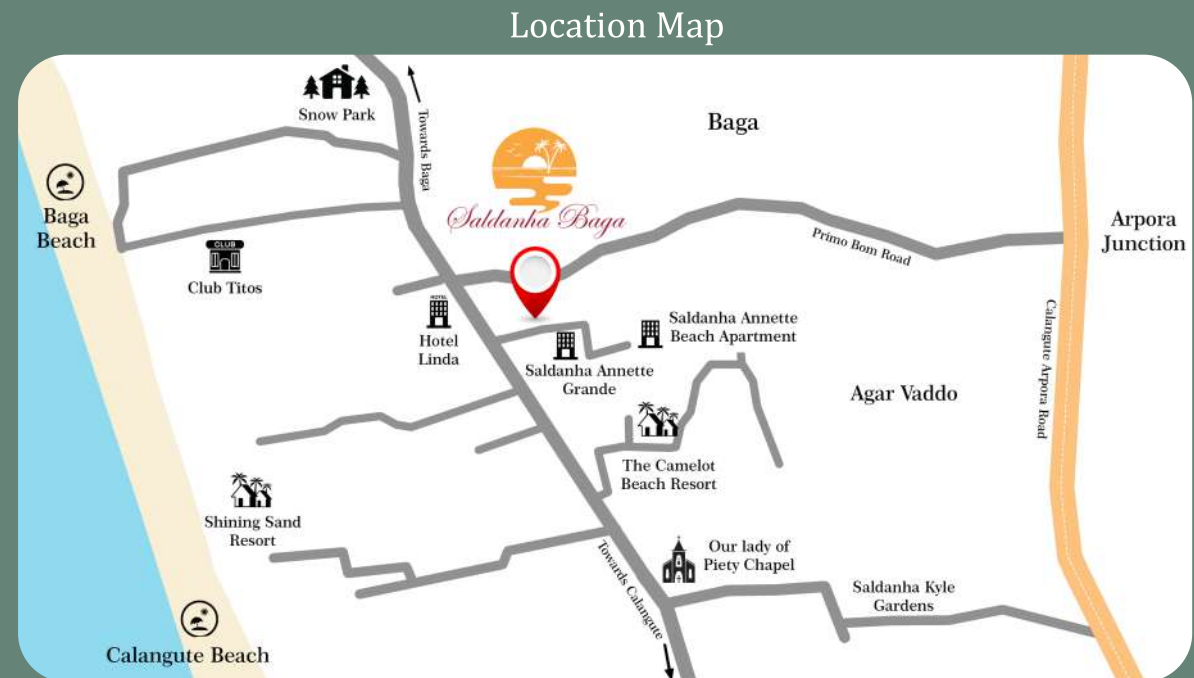 Location Map
Snow Park
Towards Baga
Baga
Saldanha Baga
Baga
Beach
Arpora
Junction
Primo Bom Road
CLUB
Club Titos
HOTEL
Hotel
Linda
Saldanha Annette
Beach Apartment
Saldanha Annette
Grande
Calangute Arpora Road
Agar Vaddo
The Camelot
Beach Resort
Shining Sand
Resort
Towards Calangute
Our lady of
Piety Chapel
Saldanha Kyle
Gardens
Calangute Beach